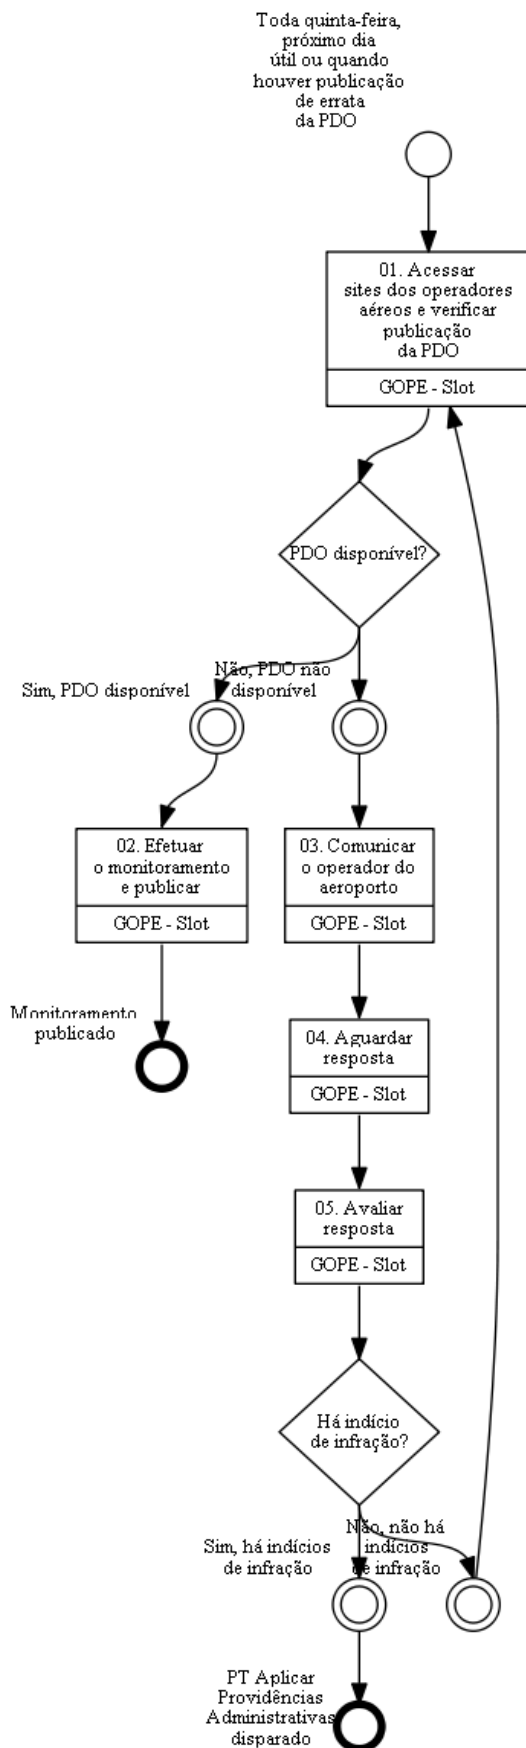 Toda quinta-feira,
próximo dia
útil ou quando
houver publicação
de errata
da PDO
01. Acessar
sites dos operadores
aéreos e verificar
publicação
da PDO
GOPE - Slot
PDO disponível?
Sim, PDO disponível
Não, PDO não
disponível
02. Efetuar
o monitoramento
e publicar
GOPE - Slot
03. Comunicar
o operador do
aeroporto
GOPE - Slot
Monitoramento
publicado
04. Aguardar
resposta
GOPE - Slot
05. Avaliar
resposta
GOPE - Slot
Há indício
de infração?
Sim, há indícios
de infração
Não, não há
indícios
de infração
PT Aplicar
Providências
Administrativas
disparado